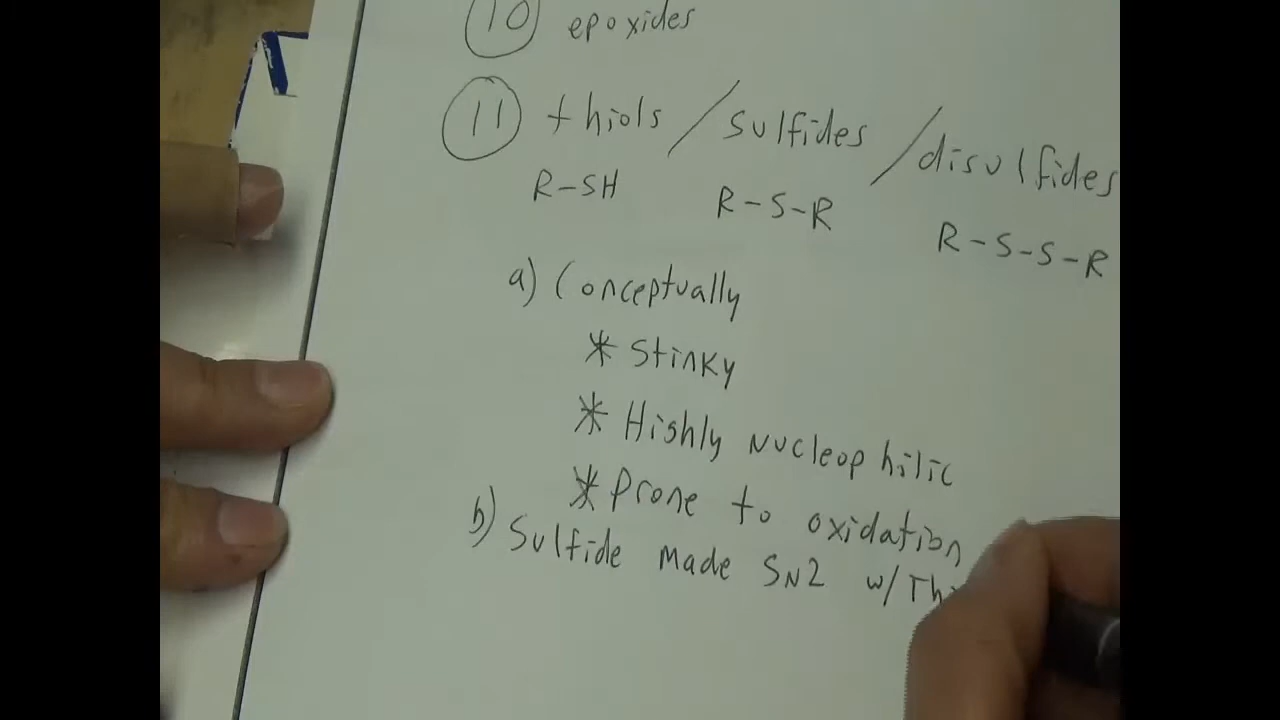 10 epoxides
11 thiols / sulfides / disulfides
R-SH R-S-R R-S-S-R
a) Conceptually
* Stinky
* Highly nucleophilic
* Prone to oxidation
b) Sulfide made SN2 w/